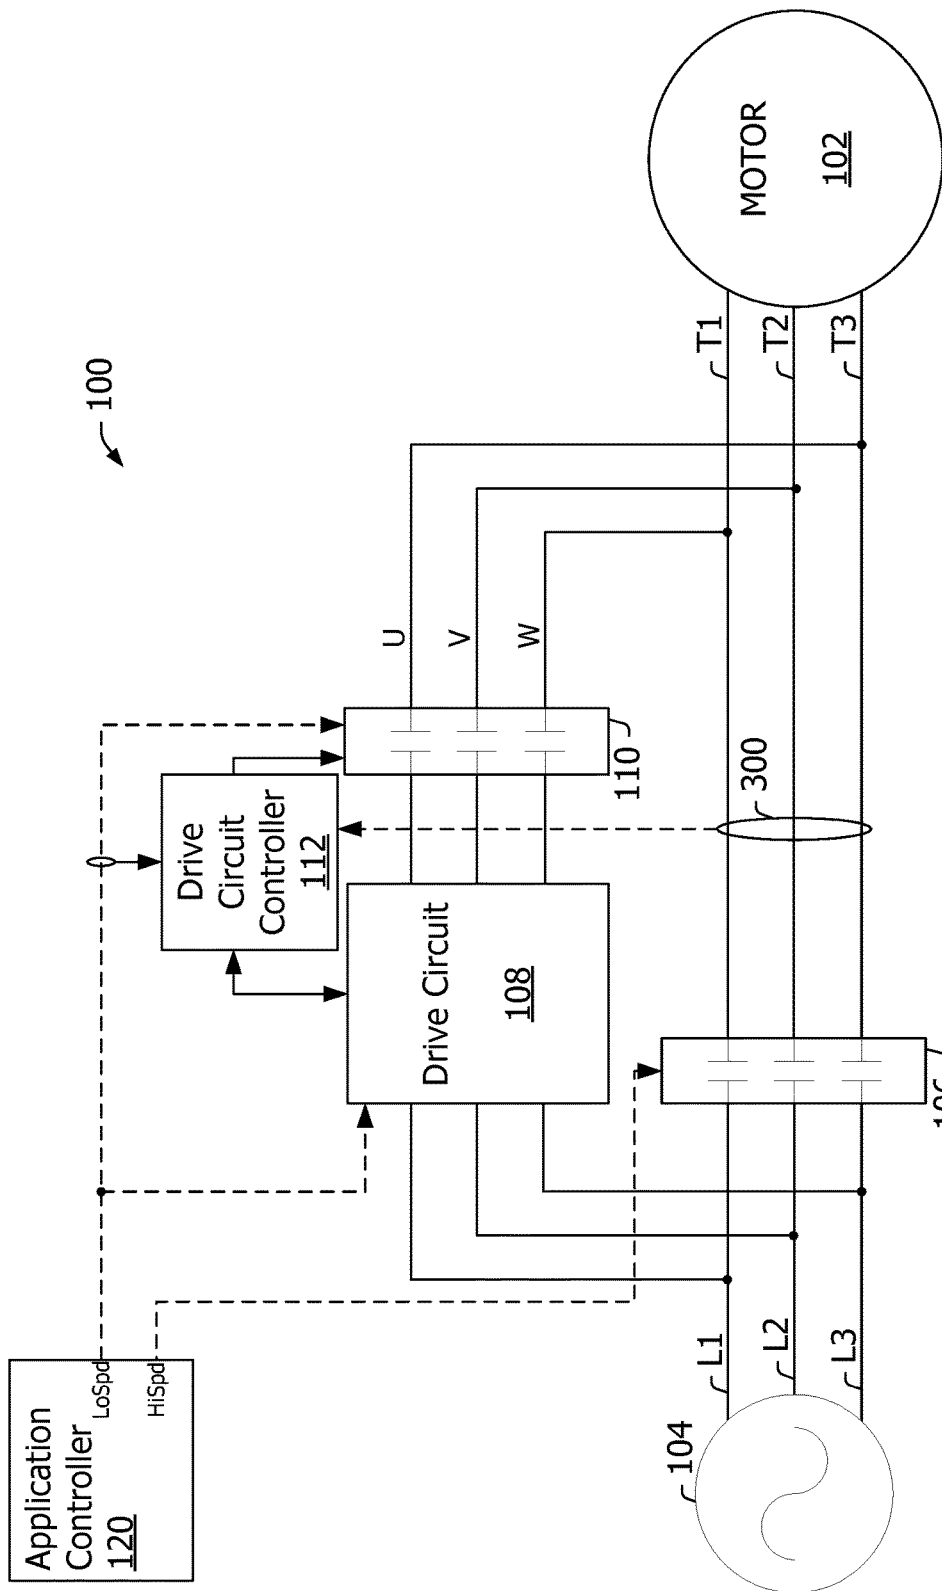 Application
Controller
120
LoSpd
HiSpd
100
Drive
Circuit
Controller
112
Drive Circuit
108
110
U
V
W
300
104
L1
L2
L3
T1
T2
T3
MOTOR
102